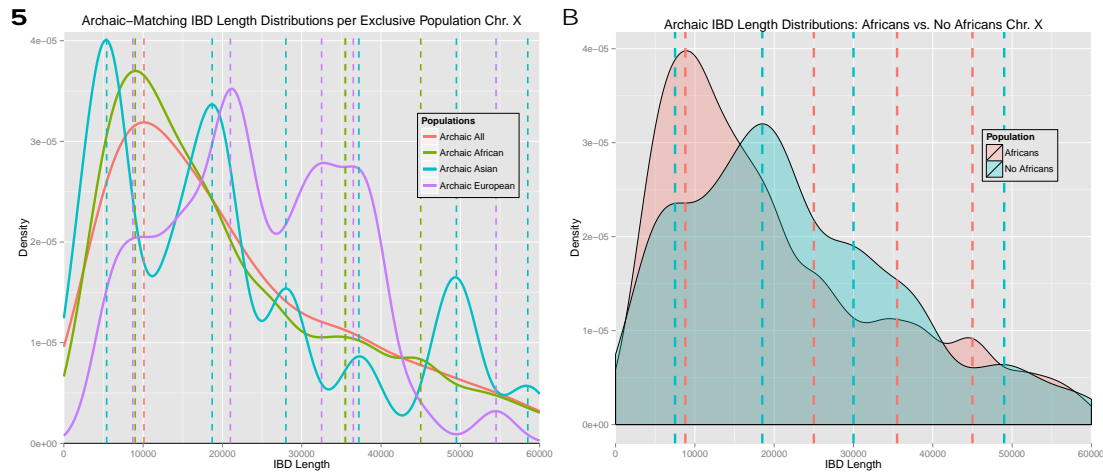 5
Archaic−Matching IBD Length Distributions per Exclusive Population Chr. X
4e−05
3e−05
2e−05
1e−05
0e+00
Density
Populations
Archaic All
Archaic African
Archaic Asian
Archaic European
0
10000
20000
30000
40000
50000
60000
IBD Length
B
Archaic IBD Length Distributions: Africans vs. No Africans Chr. X
4e−05
3e−05
2e−05
1e−05
0e+00
Density
Population
Africans
No Africans
0
10000
20000
30000
40000
50000
60000
IBD Length